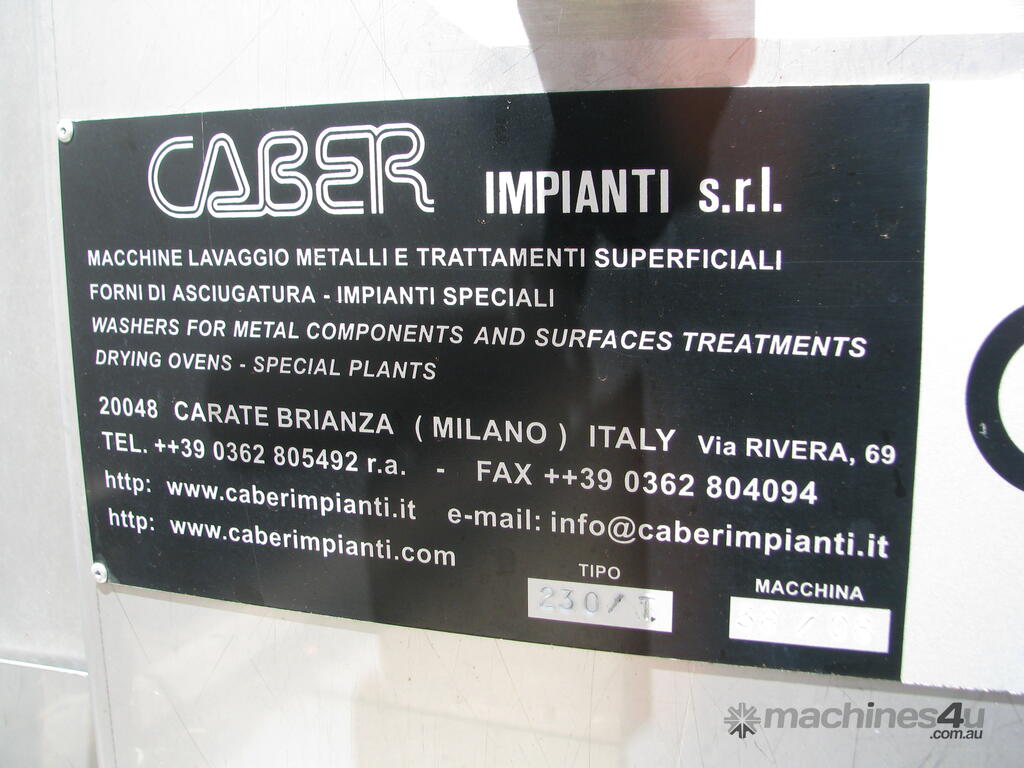 CABER IMPIANTI s.r.l.
MACCHINE LAVAGGIO METALLI E TRATTAMENTI SUPERFICIALI
FORNI DI ASCIUGATURA - IMPIANTI SPECIALI
WASHERS FOR METAL COMPONENTS AND SURFACES TREATMENTS
DRYING OVENS - SPECIAL PLANTS
20048 CARATE BRIANZA ( MILANO ) ITALY Via RIVERA, 69
TEL. ++39 0362 805492 r.a. - FAX ++39 0362 804094
http: www.caberimpianti.it e-mail: info@caberimpianti.it
http: www.caberimpianti.com
TIPO MACCHINA
230/T
machines4u
.com.au